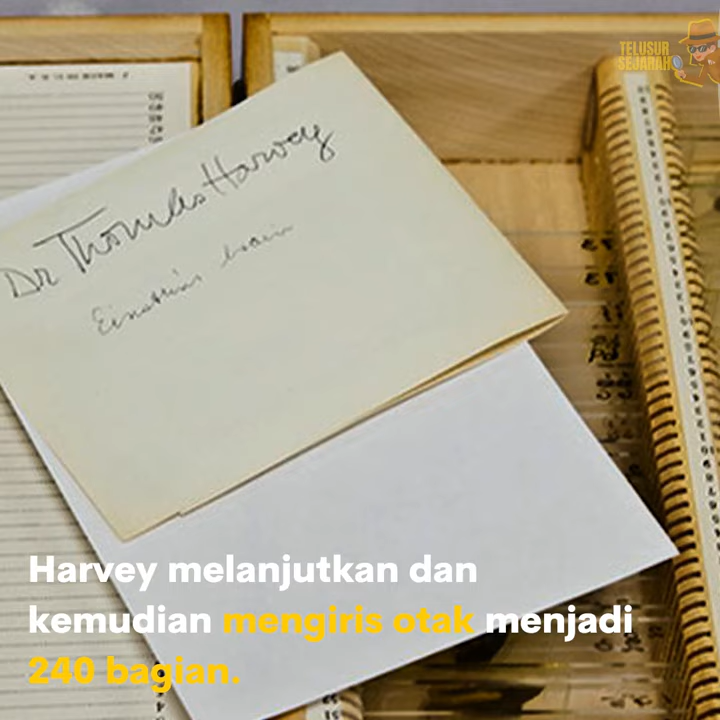 TELUSUR
SEJARAH
Dr Thomas Harvey
Einstein's brain
Harvey melanjutkan dan
kemudian mengiris otak menjadi
240 bagian.